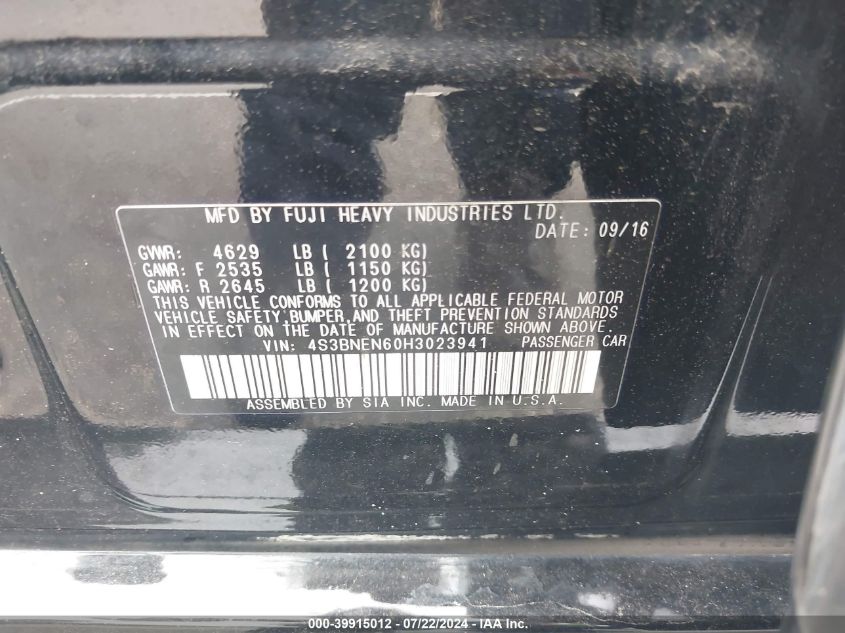 MFD BY FUJI HEAVY INDUSTRIES LTD.
DATE: 09/16
GVWR: 4629 LB ( 2100 KG)
GAWR: F 2535 LB ( 1150 KG)
GAWR: R 2645 LB ( 1200 KG)
THIS VEHICLE CONFORMS TO ALL APPLICABLE FEDERAL MOTOR
VEHICLE SAFETY,BUMPER,AND THEFT PREVENTION STANDARDS
IN EFFECT ON THE DATE OF MANUFACTURE SHOWN ABOVE.
VIN: 4S3BNEN60H3023941 PASSENGER CAR
ASSEMBLED BY SIA INC. MADE IN U.S.A.
000-39915012 - 07/22/2024 - IAA Inc.